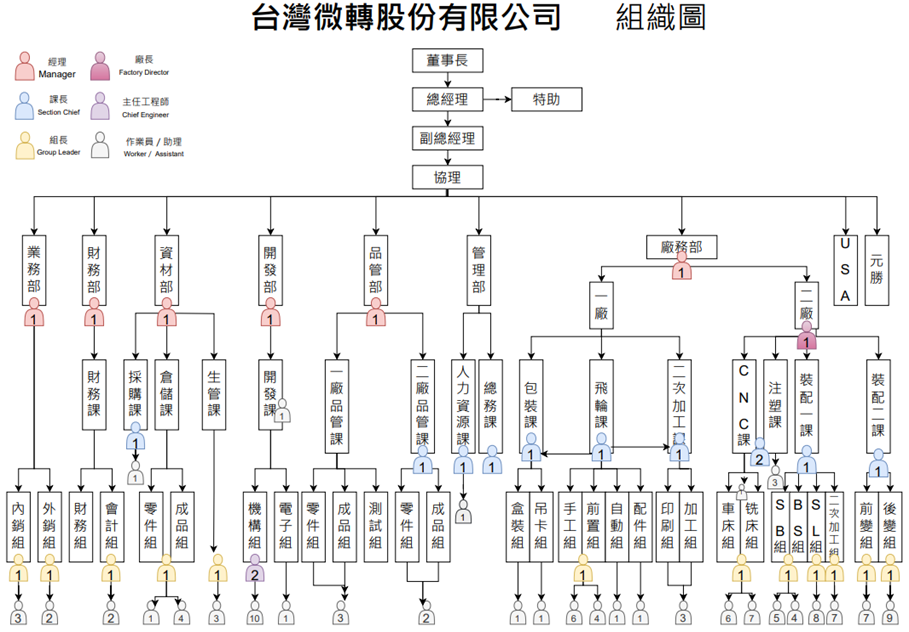 台灣微轉股份有限公司 組織圖
經理
Manager
廠長
Factory Director
課長
Section Chief
主任工程師
Chief Engineer
組長
Group Leader
作業員 / 助理
Worker / Assistant
董事長
總經理
特助
副總經理
協理
業務部
財務部
資材部
開發部
品管部
管理部
廠務部
USA
元勝
1
1
1
1
1
1
一廠
二廠
1
財務課
採購課
倉儲課
生管課
開發課
一廠品管課
二廠品管課
人力資源課
總務課
包裝課
飛輪課
二次加工課
CNC課
注塑課
裝配一課
裝配二課
1
1
1
1
1
1
1
1
1
2
1
1
1
3
1
1
內銷組
外銷組
財務組
會計組
零件組
成品組
機構組
電子組
零件組
成品組
測試組
零件組
成品組
盒裝組
吊卡組
手工組
前置組
自動組
配件組
印刷組
加工組
車床組
铣床組
SB組
BS組
SL組
二次加工組
前變組
後變組
1
1
1
1
1
2
1
1
1
1
1
1
1
3
2
2
1
4
3
10
1
3
2
1
1
6
4
1
1
3
6
7
5
4
8
7
7
9